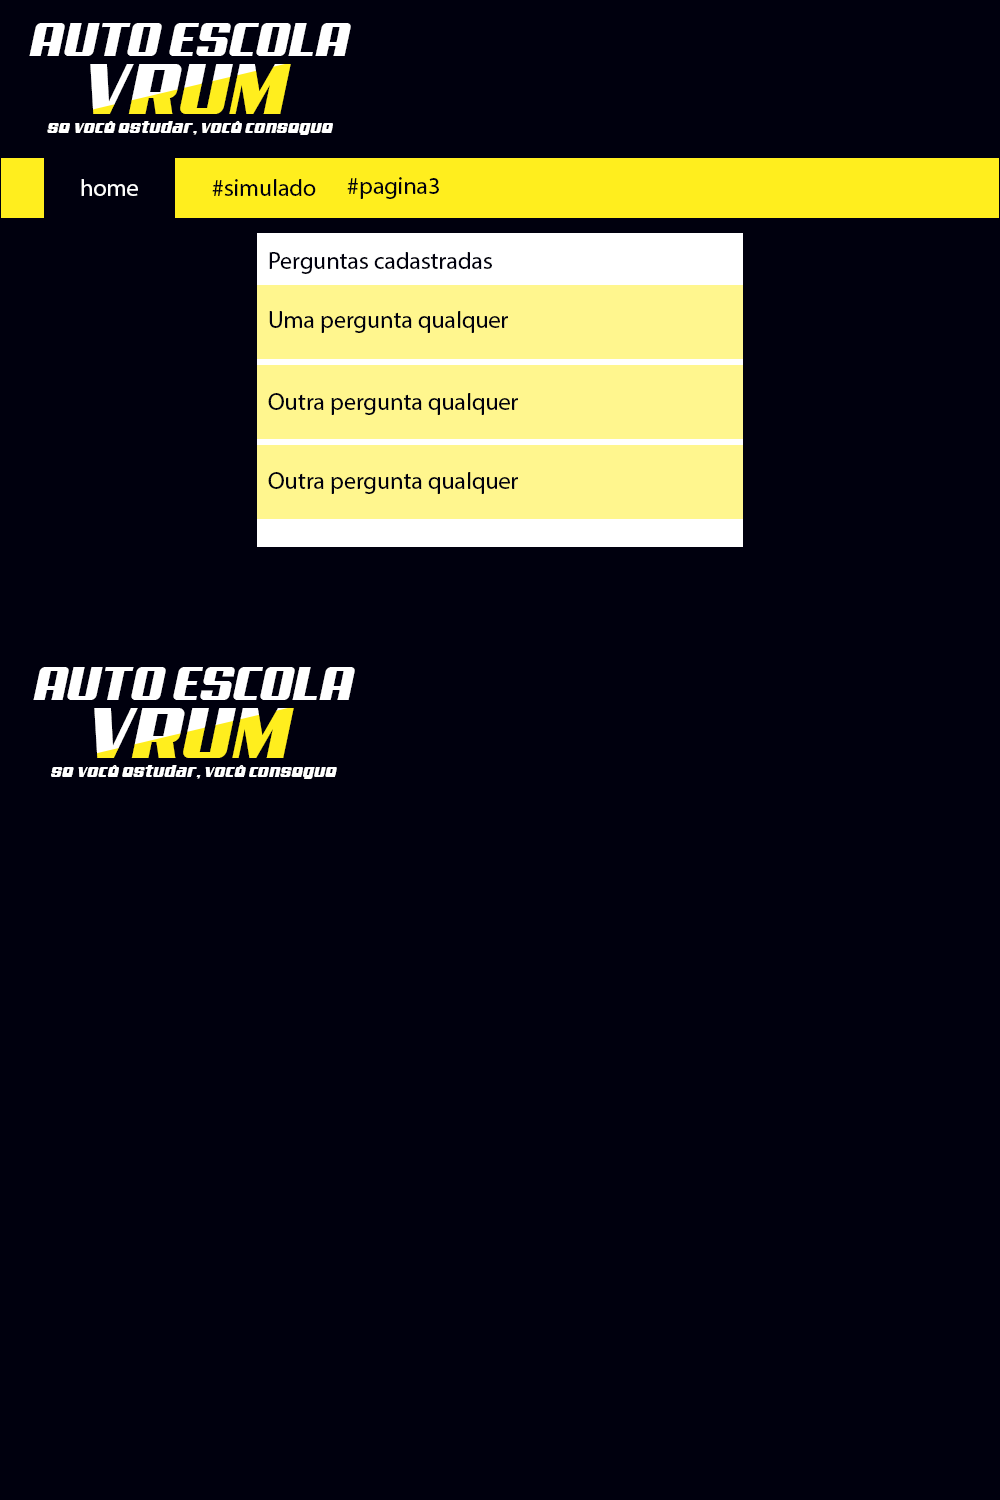 AUTO ESCOLA
VRUM
se você estudar, você consegue
home #simulado #pagina3
Perguntas cadastradas
Uma pergunta qualquer
Outra pergunta qualquer
Outra pergunta qualquer
AUTO ESCOLA
VRUM
se você estudar, você consegue